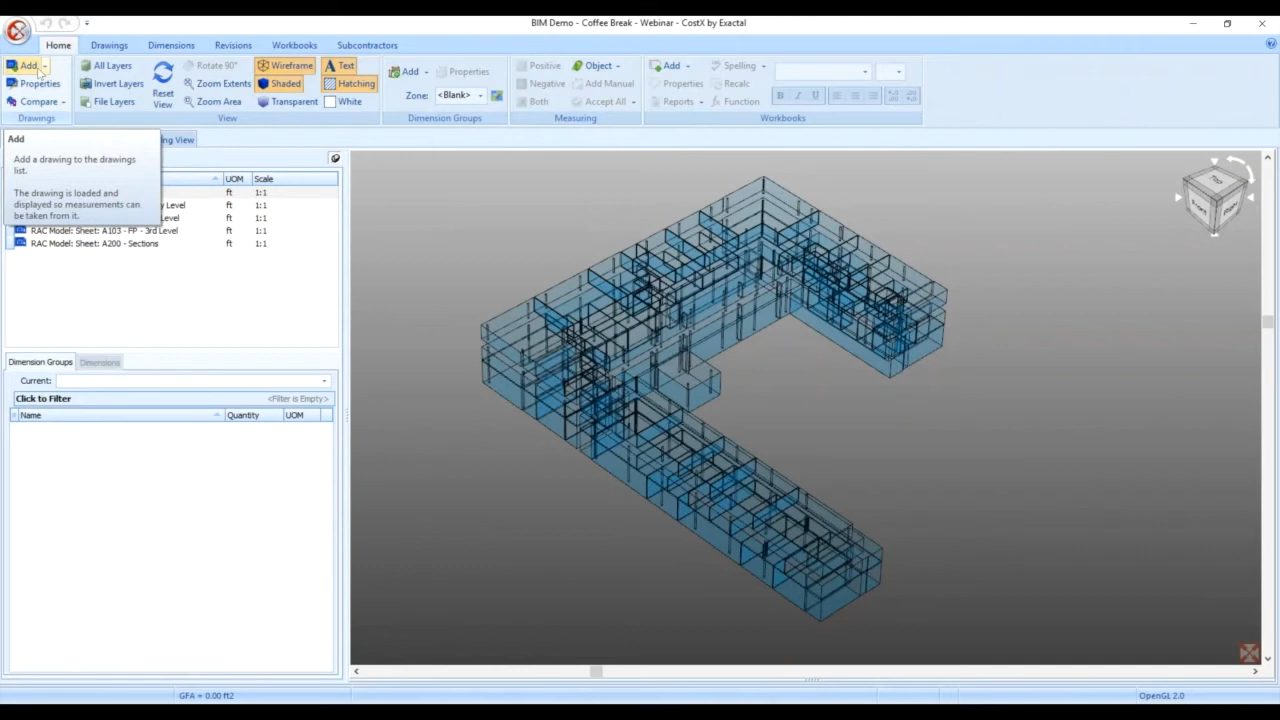 BIM Demo - Coffee Break - Webinar - CostX by Exactal
Home Drawings Dimensions Revisions Workbooks Subcontractors
Add All Layers Rotate 90° Wireframe Text Add Properties Positive Object Add Spelling
Properties Invert Layers Zoom Extents Shaded Hatching Negative Add Manual Properties Recalc
Compare File Layers Reset View Zoom Area Transparent White Zone: <Blank> Both Accept All Reports Function B I U
Drawings View Dimension Groups Measuring Workbooks
Add
Add a drawing to the drawings
list.
The drawing is loaded and
displayed so measurements can
be taken from it.
ing View
UOM Scale
ft 1:1
y Level ft 1:1
Level ft 1:1
RAC Model: Sheet: A103 - FP - 3rd Level ft 1:1
RAC Model: Sheet: A200 - Sections ft 1:1
Dimension Groups Dimensions
Current:
Click to Filter <Filter is Empty>
Name Quantity UOM
Top
Front Right
GFA = 0.00 ft2
OpenGL 2.0